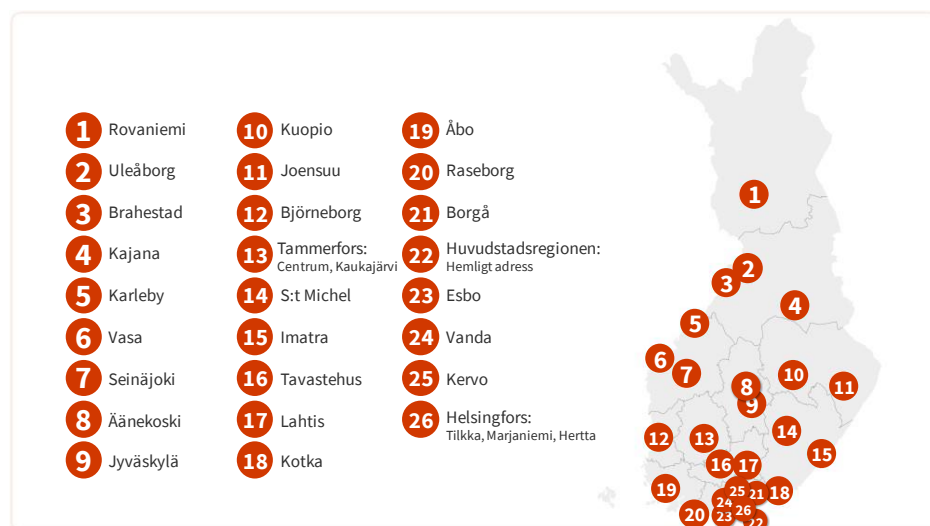 1 Rovaniemi
2 Uleåborg
3 Brahestad
4 Kajana
5 Karleby
6 Vasa
7 Seinäjoki
8 Äänekoski
9 Jyväskylä
10 Kuopio
11 Joensuu
12 Björneborg
13 Tammerfors:
Centrum, Kaukajärvi
14 S:t Michel
15 Imatra
16 Tavastehus
17 Lahtis
18 Kotka
19 Åbo
20 Raseborg
21 Borgå
22 Huvudstadsregionen:
Hemligt adress
23 Esbo
24 Vanda
25 Kervo
26 Helsingfors:
Tilkka, Marjaniemi, Hertta
1
2
3
4
5
6
7
8
10
11
9
14
12
13
15
16
17
19
25
21
18
24
20
23
26
22